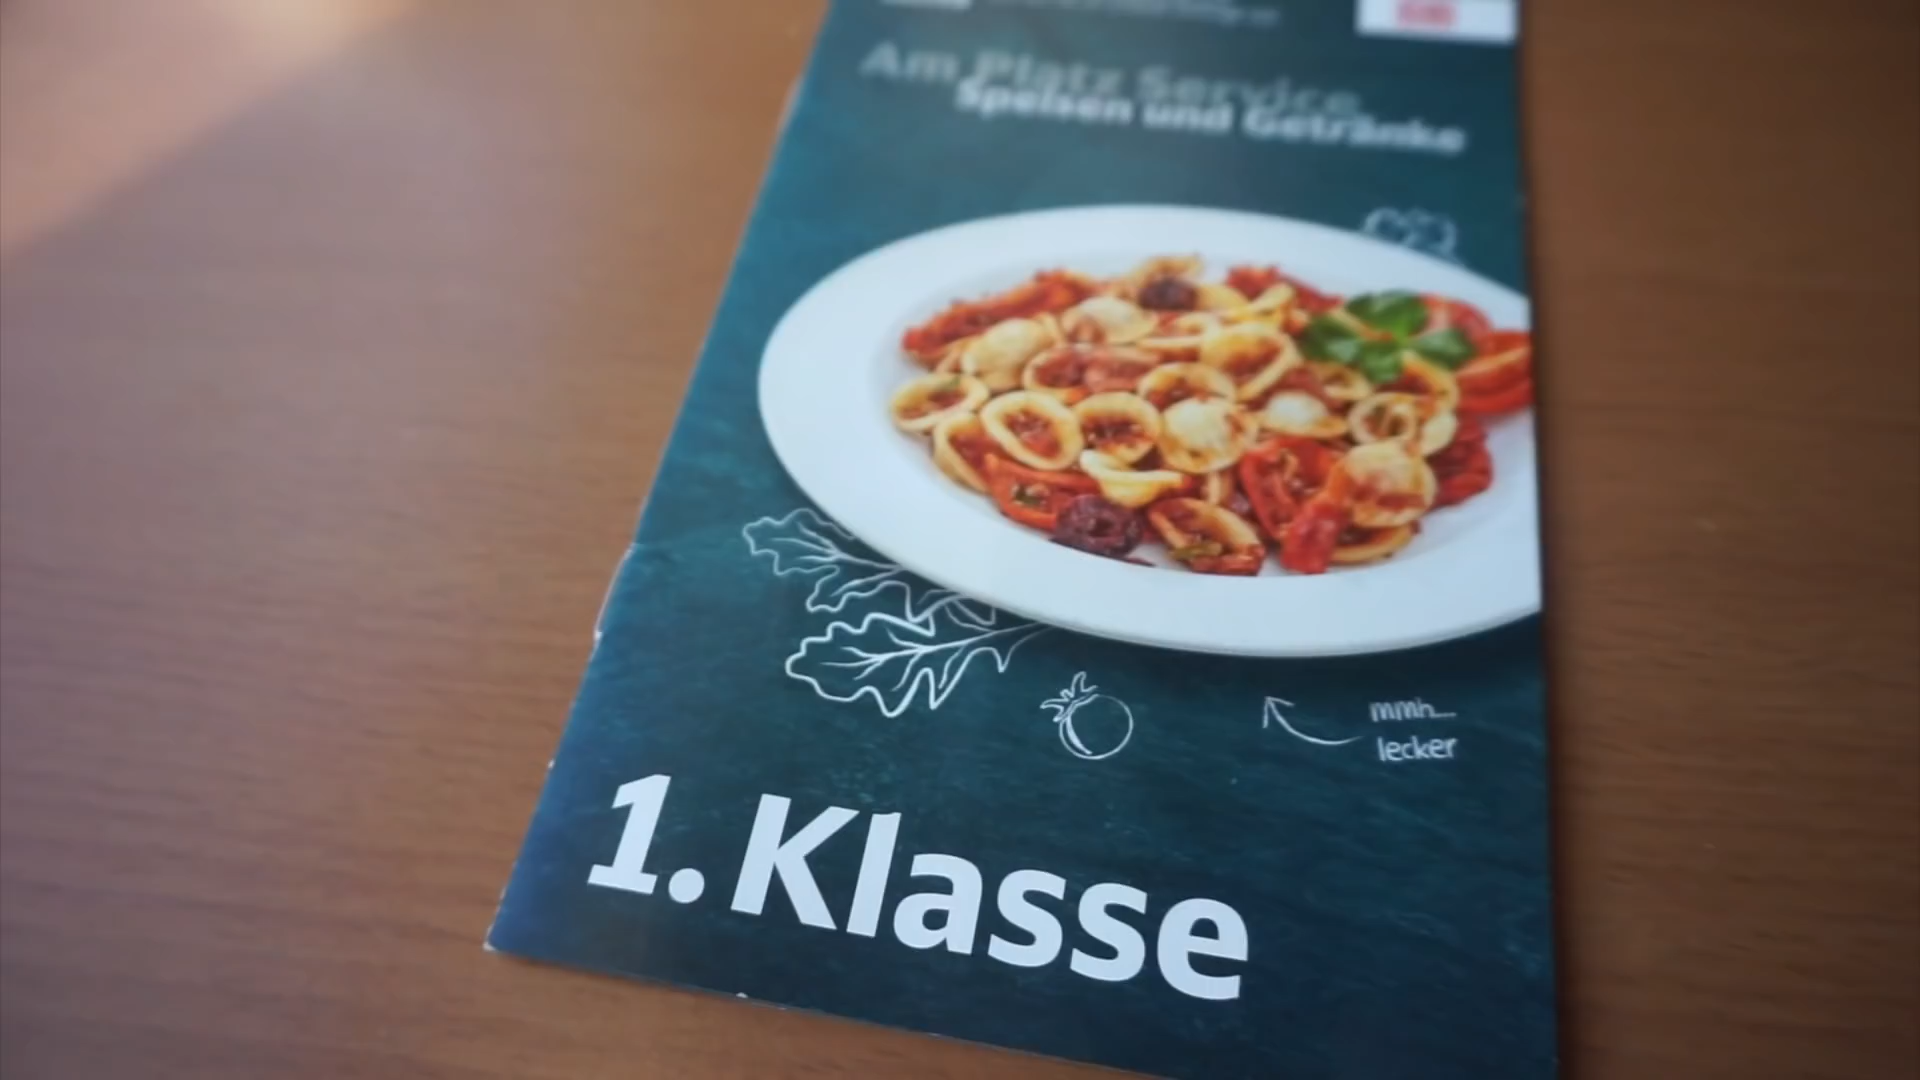 Am Platz Service
Speisen und Getränke
mmh...
lecker
1. Klasse